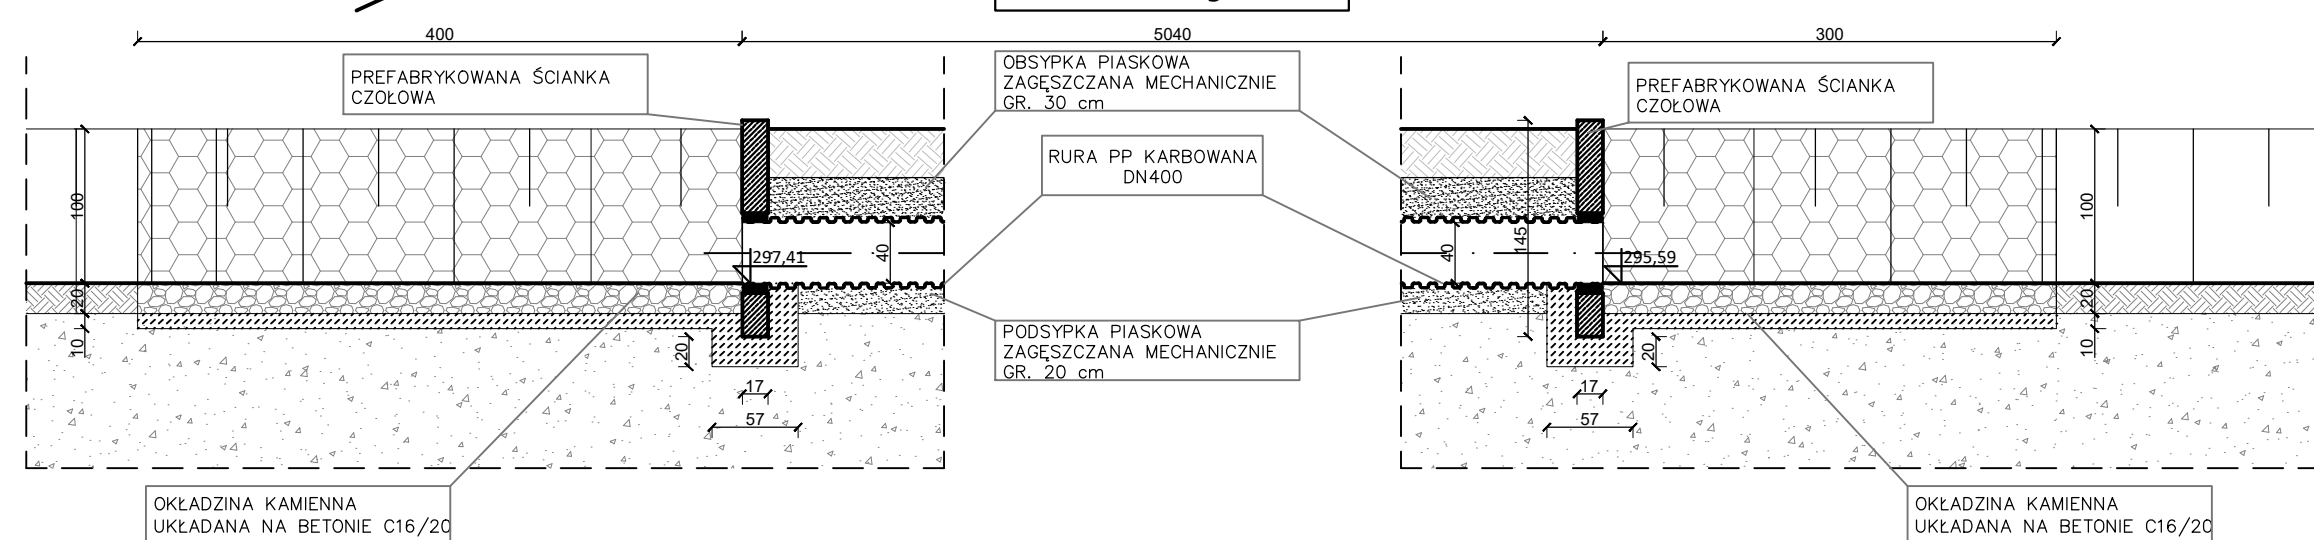 400
5040
300
PREFABRYKOWANA ŚCIANKA
CZOŁOWA
OBSYPKA PIASKOWA
ZAGĘSZCZANA MECHANICZNIE
GR. 30 cm
PREFABRYKOWANA ŚCIANKA
CZOŁOWA
RURA PP KARBOWANA
DN400
100
297,41
40
40
145
295,59
100
20
20
10
20
PODSYPKA PIASKOWA
ZAGĘSZCZANA MECHANICZNIE
GR. 20 cm
20
10
17
57
17
57
OKŁADZINA KAMIENNA
UKŁADANA NA BETONIE C16/20
OKŁADZINA KAMIENNA
UKŁADANA NA BETONIE C16/20